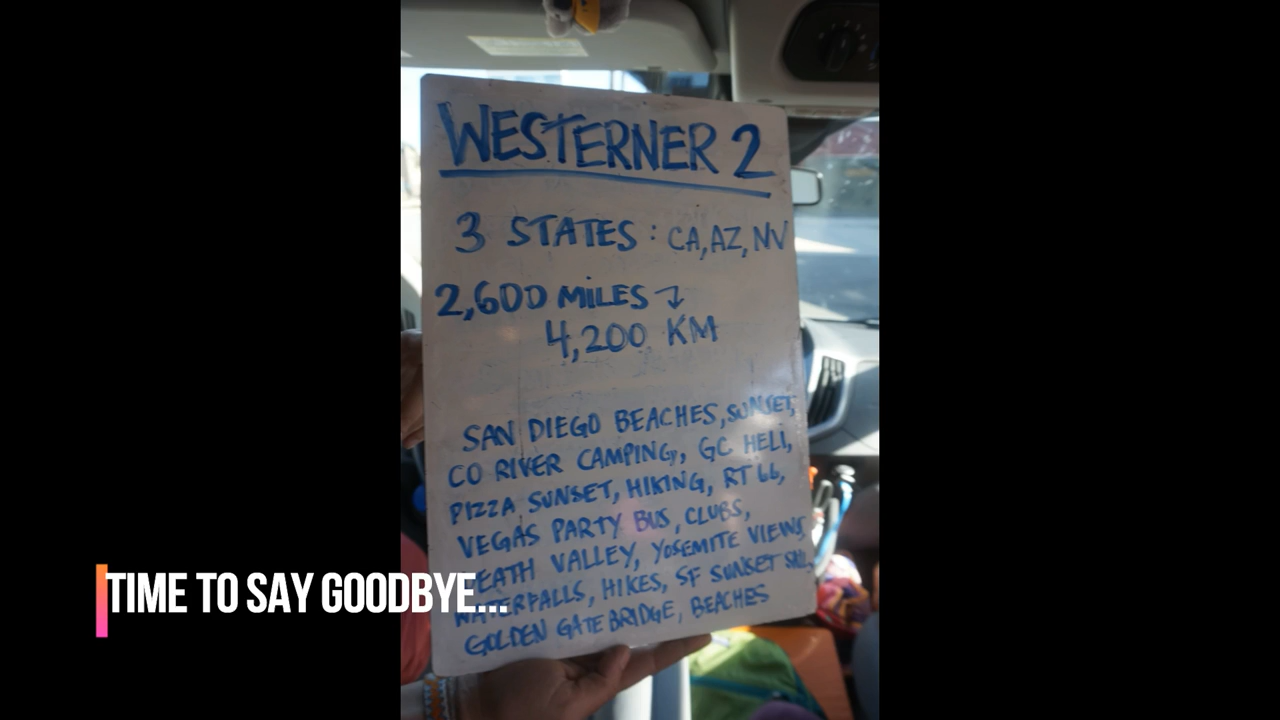 WESTERNER 2
3 STATES: CA, AZ, NV
2,600 MILES ↴
4,200 KM
SAN DIEGO BEACHES, SUNSET,
CO RIVER CAMPING, GC HELI,
PIZZA SUNSET, HIKING, RT 66,
VEGAS PARTY BUS, CLUBS,
DEATH VALLEY, YOSEMITE VIEWS
WATERFALLS, HIKES, SF SUNSET SAIL,
GOLDEN GATE BRIDGE, BEACHES
TIME TO SAY GOODBYE...